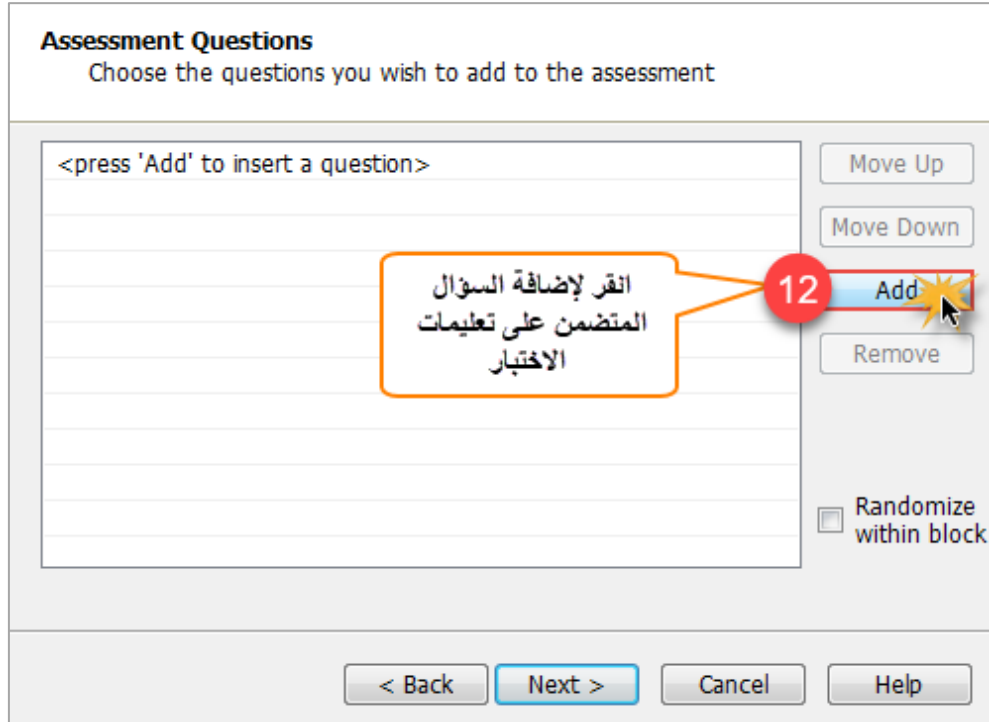 Assessment Questions
Choose the questions you wish to add to the assessment
<press 'Add' to insert a question>
Move Up
Move Down
انقر لإضافة السؤال
المتضمن على تعليمات
الاختبار
12
Add
Remove
Randomize
within block
< Back
Next >
Cancel
Help